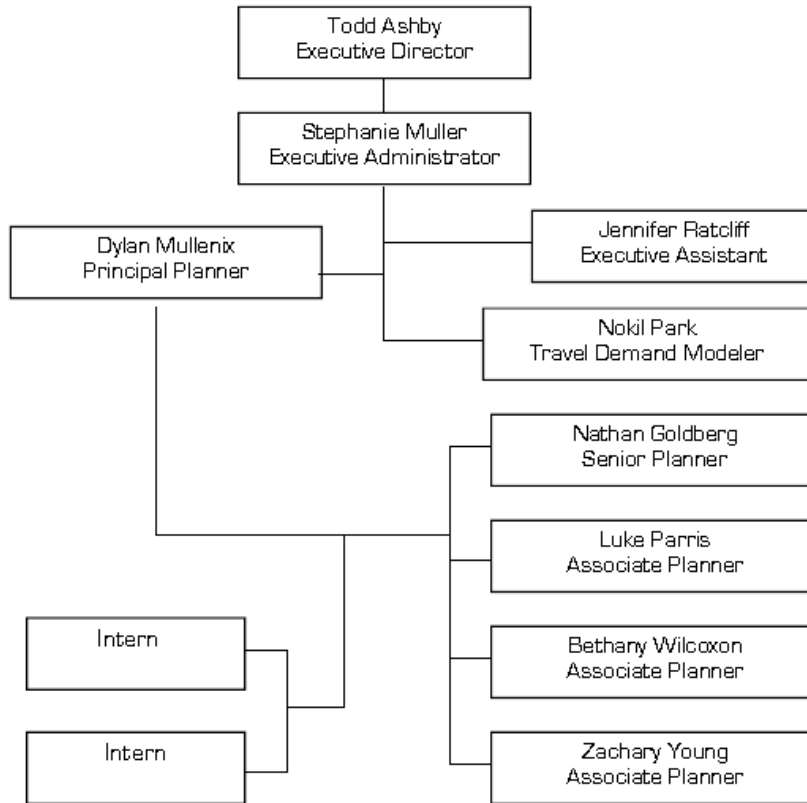 Todd Ashby
Executive Director
Stephanie Muller
Executive Administrator
Jennifer Ratcliff
Executive Assistant
Dylan Mullenix
Principal Planner
Nokil Park
Travel Demand Modeler
Nathan Goldberg
Senior Planner
Luke Parris
Associate Planner
Intern
Bethany Wilcoxon
Associate Planner
Intern
Zachary Young
Associate Planner